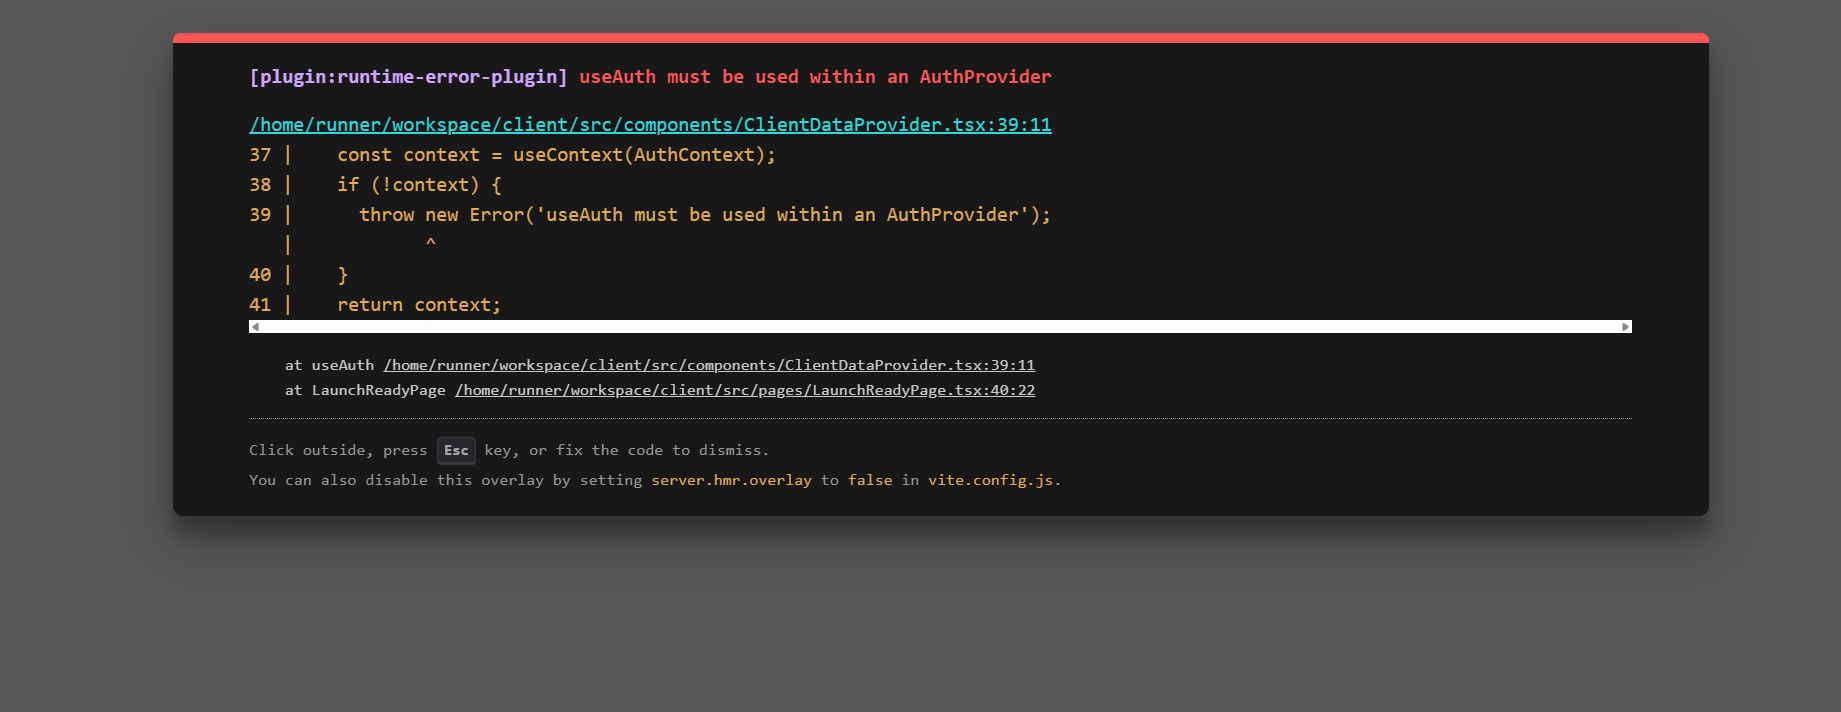 [plugin:runtime-error-plugin] useAuth must be used within an AuthProvider
/home/runner/workspace/client/src/components/ClientDataProvider.tsx:39:11
37 |    const context = useContext(AuthContext);
38 |    if (!context) {
39 |      throw new Error('useAuth must be used within an AuthProvider');
   |            ^
40 |    }
41 |    return context;
at useAuth /home/runner/workspace/client/src/components/ClientDataProvider.tsx:39:11
at LaunchReadyPage /home/runner/workspace/client/src/pages/LaunchReadyPage.tsx:40:22
Click outside, press Esc key, or fix the code to dismiss.
You can also disable this overlay by setting server.hmr.overlay to false in vite.config.js.